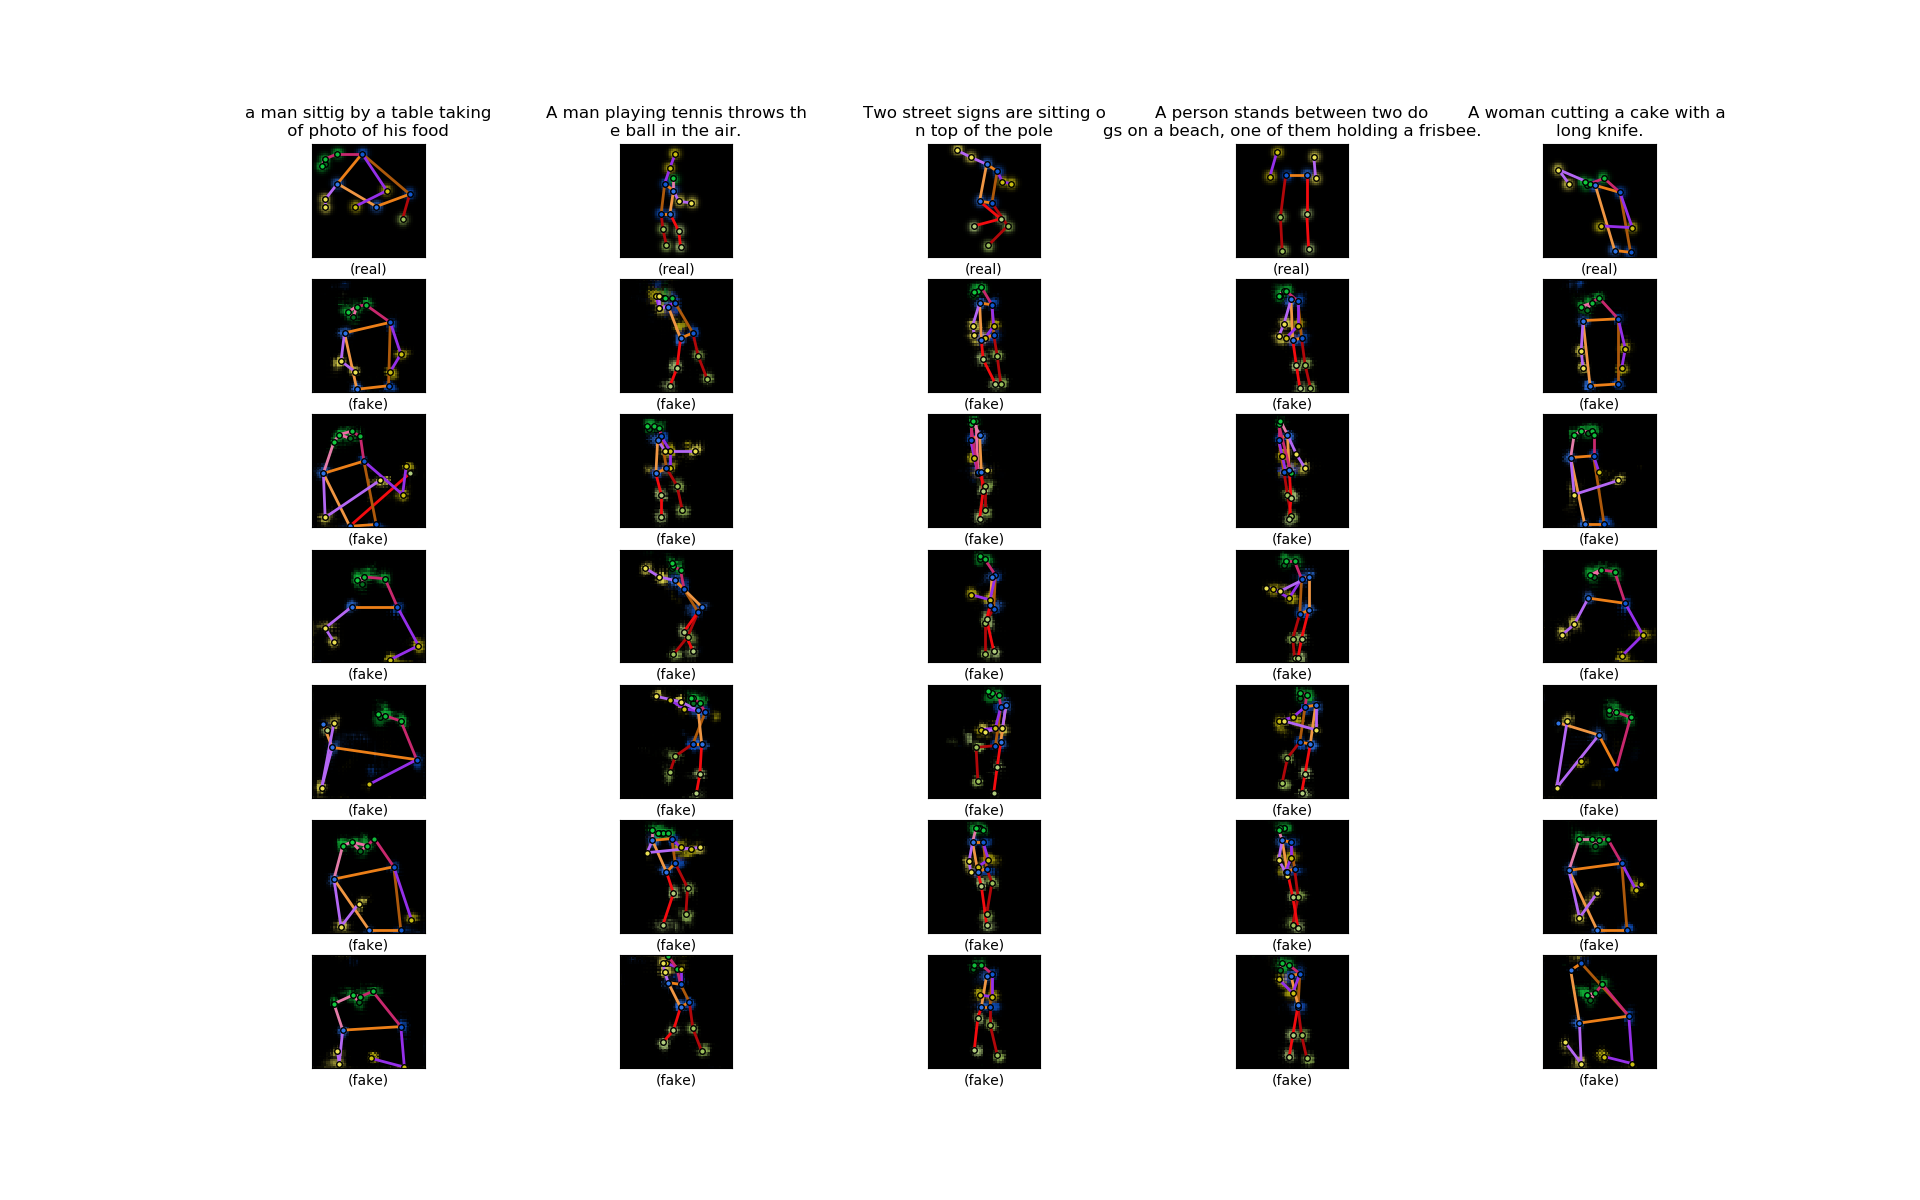 a man sittig by a table taking
of photo of his food
A man playing tennis throws th
e ball in the air.
Two street signs are sitting o
n top of the pole
A person stands between two do
gs on a beach, one of them holding a frisbee.
A woman cutting a cake with a
long knife.
(real) (real) (real) (real) (real)
(fake) (fake) (fake) (fake) (fake)
(fake) (fake) (fake) (fake) (fake)
(fake) (fake) (fake) (fake) (fake)
(fake) (fake) (fake) (fake) (fake)
(fake) (fake) (fake) (fake) (fake)
(fake) (fake) (fake) (fake) (fake)